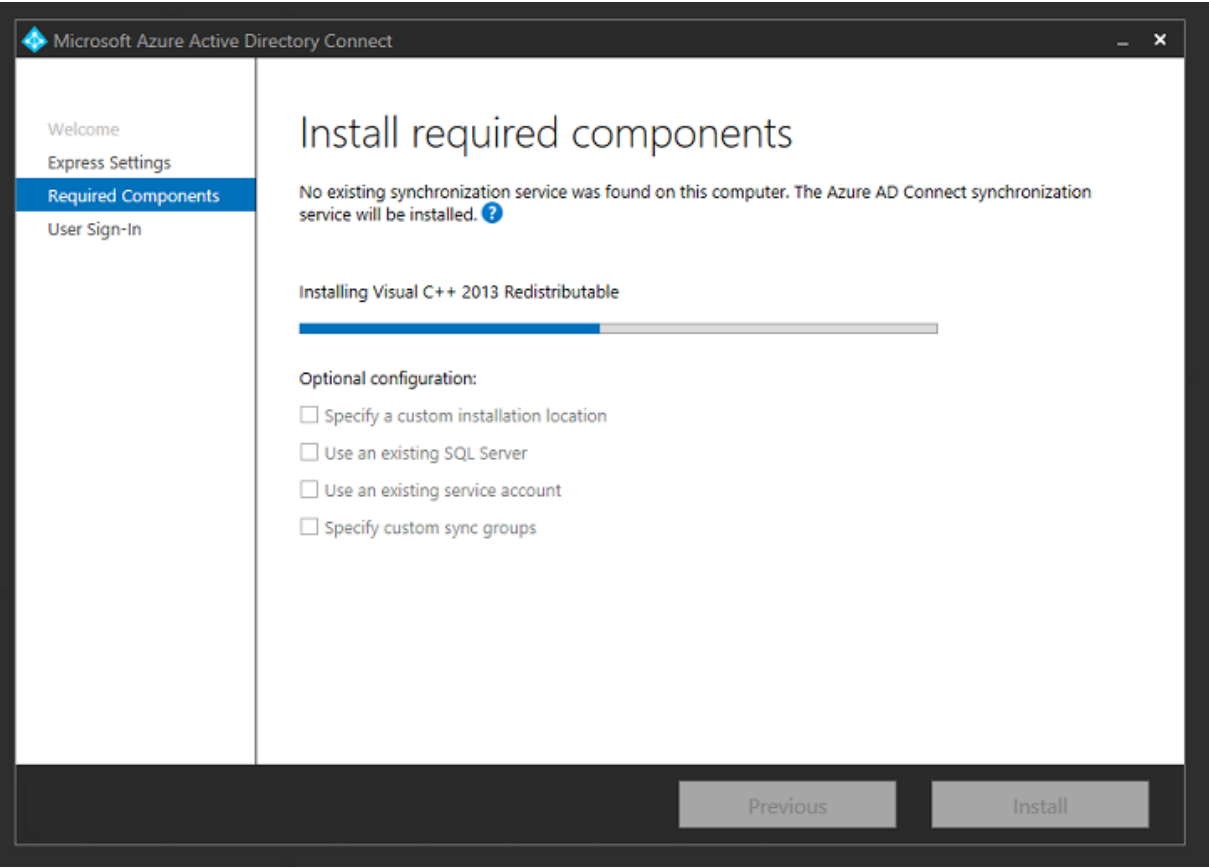 Microsoft Azure Active Directory Connect
Welcome
Express Settings
Required Components
User Sign-In
Install required components
No existing synchronization service was found on this computer. The Azure AD Connect synchronization
service will be installed. ?
Installing Visual C++ 2013 Redistributable
Optional configuration:
Specify a custom installation location
Use an existing SQL Server
Use an existing service account
Specify custom sync groups
Previous
Install